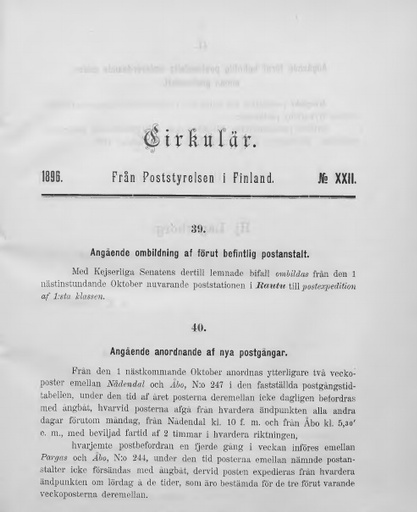 Cirkulär.
1896. Från Poststyrelsen i Finland. № XXII.
39.
Angående ombildning af förut befintlig postanstalt.
Med Kejserliga Senatens dertill lemnade bifall ombildas från den 1
nästinstundande Oktober nuvarande poststationen i Rautu till postexpedition
af 1:sta klassen.
40.
Angående anordnande af nya postgångar.
Från den 1 nästkommande Oktober anordnas ytterligare två vecko-
poster emellan Nådendal och Åbo, N:o 247 i den fastställda postgångstid-
tabellen, under den tid af året posterna deremellan icke dagligen befordras
med ångbåt, hvarvid posterna afgå från hvardera ändpunkten alla andra
dagar förutom måndag, från Nådendal kl. 10 f. m. och från Åbo kl. 5,30'
e. m., med beviljad fartid af 2 timmar i hvardera riktningen,
hvarjemte postbefordran en fjerde gång i veckan införes emellan
Pargas och Åbo, N:o 244, under den tid posterna emellan nämnde postan-
stalter icke försändas med ångbåt, dervid posten expedieras från hvardera
ändpunkten om lördag å de tider, som äro bestämda för de tre förut varande
veckoposterna deremellan.